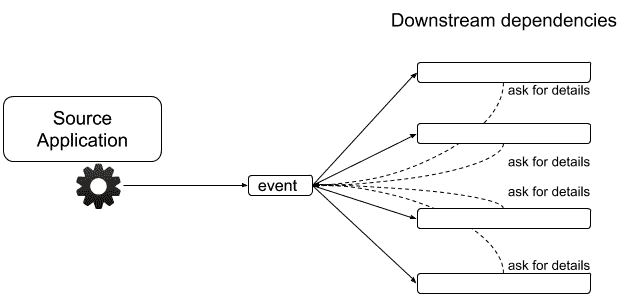 Downstream dependencies
ask for details
Source
Application
ask for details
event
ask for details
ask for details